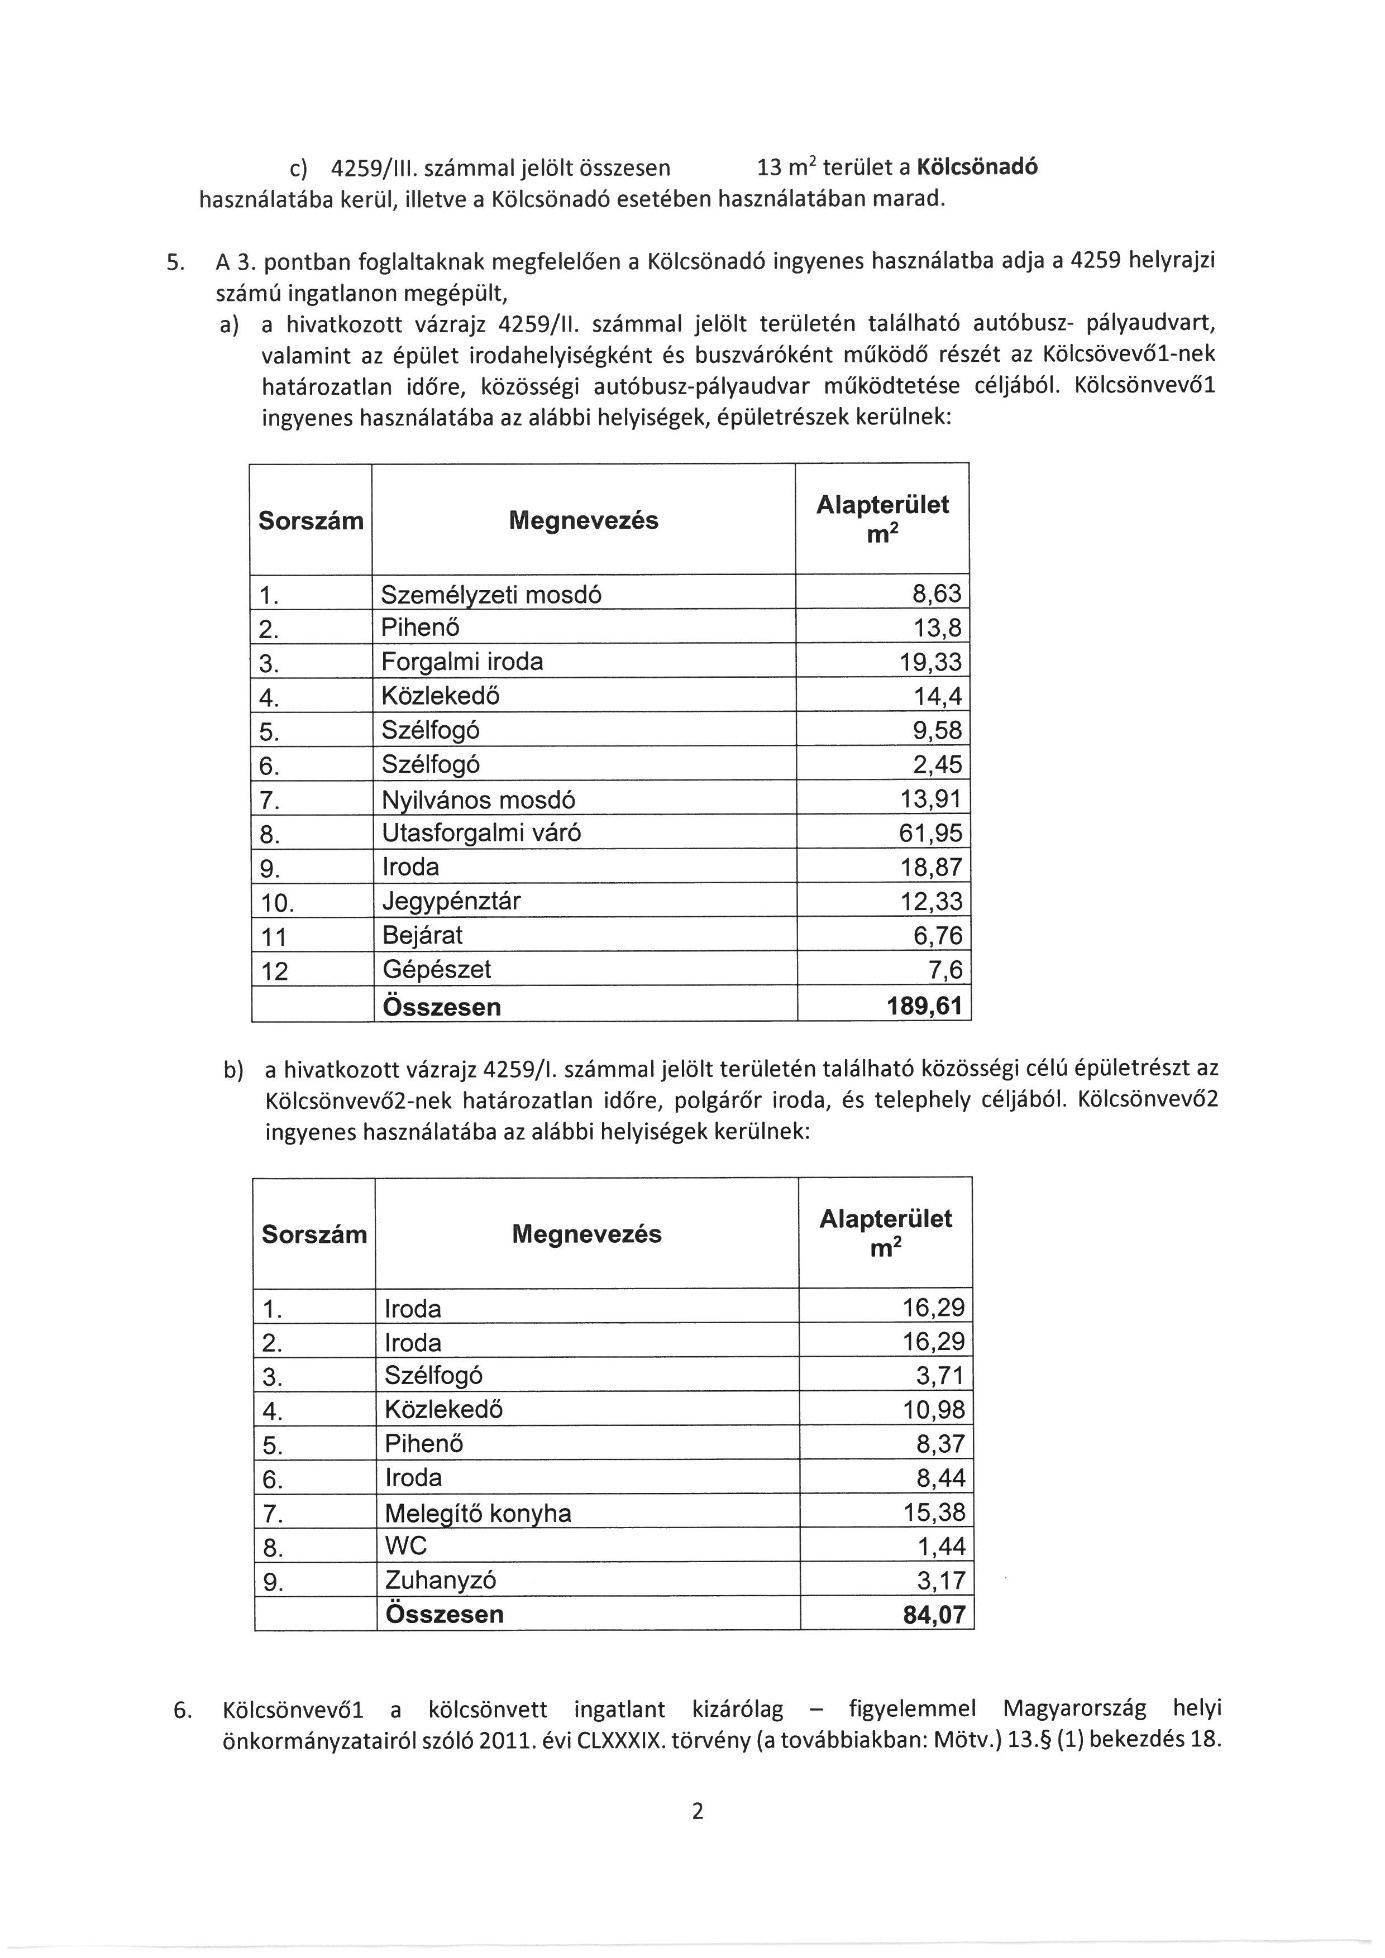 c) 4259/III. számmal jelölt összesen 13 m² terület a Kölcsönadó
használatába kerül, illetve a Kölcsönadó esetében használatában marad.
5. A 3. pontban foglaltaknak megfelelően a Kölcsönadó ingyenes használatba adja a 4259 helyrajzi
számú ingatlanon megépült,
a) a hivatkozott vázrajz 4259/II. számmal jelölt területén található autóbusz- pályaudvart,
valamint az épület irodahelyiségként és buszváróként működő részét az Kölcsövevő1-nek
határozatlan időre, közösségi autóbusz-pályaudvar működtetése céljából. Kölcsönvevő1
ingyenes használatába az alábbi helyiségek, épületrészek kerülnek:
Sorszám Megnevezés Alapterület
m²
1. Személyzeti mosdó 8,63
2. Pihenő 13,8
3. Forgalmi iroda 19,33
4. Közlekedő 14,4
5. Szélfogó 9,58
6. Szélfogó 2,45
7. Nyilvános mosdó 13,91
8. Utasforgalmi váró 61,95
9. Iroda 18,87
10. Jegypénztár 12,33
11 Bejárat 6,76
12 Gépészet 7,6
Összesen 189,61
b) a hivatkozott vázrajz 4259/I. számmal jelölt területén található közösségi célú épületrészt az
Kölcsönvevő2-nek határozatlan időre, polgárőr iroda, és telephely céljából. Kölcsönvevő2
ingyenes használatába az alábbi helyiségek kerülnek:
Sorszám Megnevezés Alapterület
m²
1. Iroda 16,29
2. Iroda 16,29
3. Szélfogó 3,71
4. Közlekedő 10,98
5. Pihenő 8,37
6. Iroda 8,44
7. Melegítő konyha 15,38
8. WC 1,44
9. Zuhanyzó 3,17
Összesen 84,07
6. Kölcsönvevő1 a kölcsönvett ingatlant kizárólag – figyelemmel Magyarország helyi
önkormányzatairól szóló 2011. évi CLXXXIX. törvény (a továbbiakban: Mötv.) 13.§ (1) bekezdés 18.
2